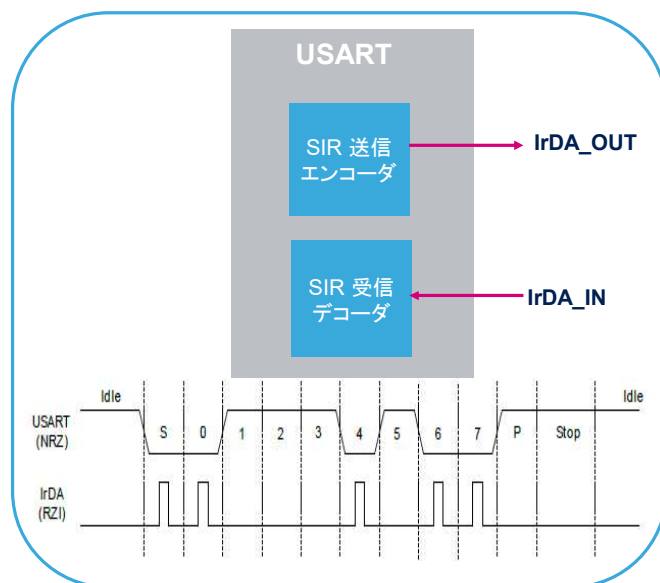 USART
SIR 送信
エンコーダ
IrDA_OUT
SIR 受信
デコーダ
IrDA_IN
Idle
Idle
USART
(NRZ)
S 0 1 2 3 4 5 6 7 P Stop
IrDA
(RZI)